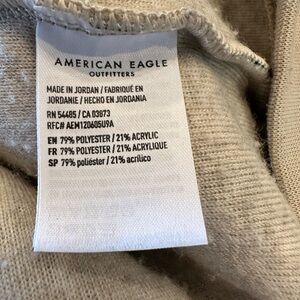 AMERICAN EAGLE
OUTFITTERS
MADE IN JORDAN / FABRIQUÉ EN
JORDANIE / HECHO EN JORDANIA
RN 54485 / CA 03873
RFC# AEM120605U9A
EN 79% POLYESTER / 21% ACRYLIC
FR 79% POLYESTER / 21% ACRYLIQUE
SP 79% poliéster / 21% acrílico